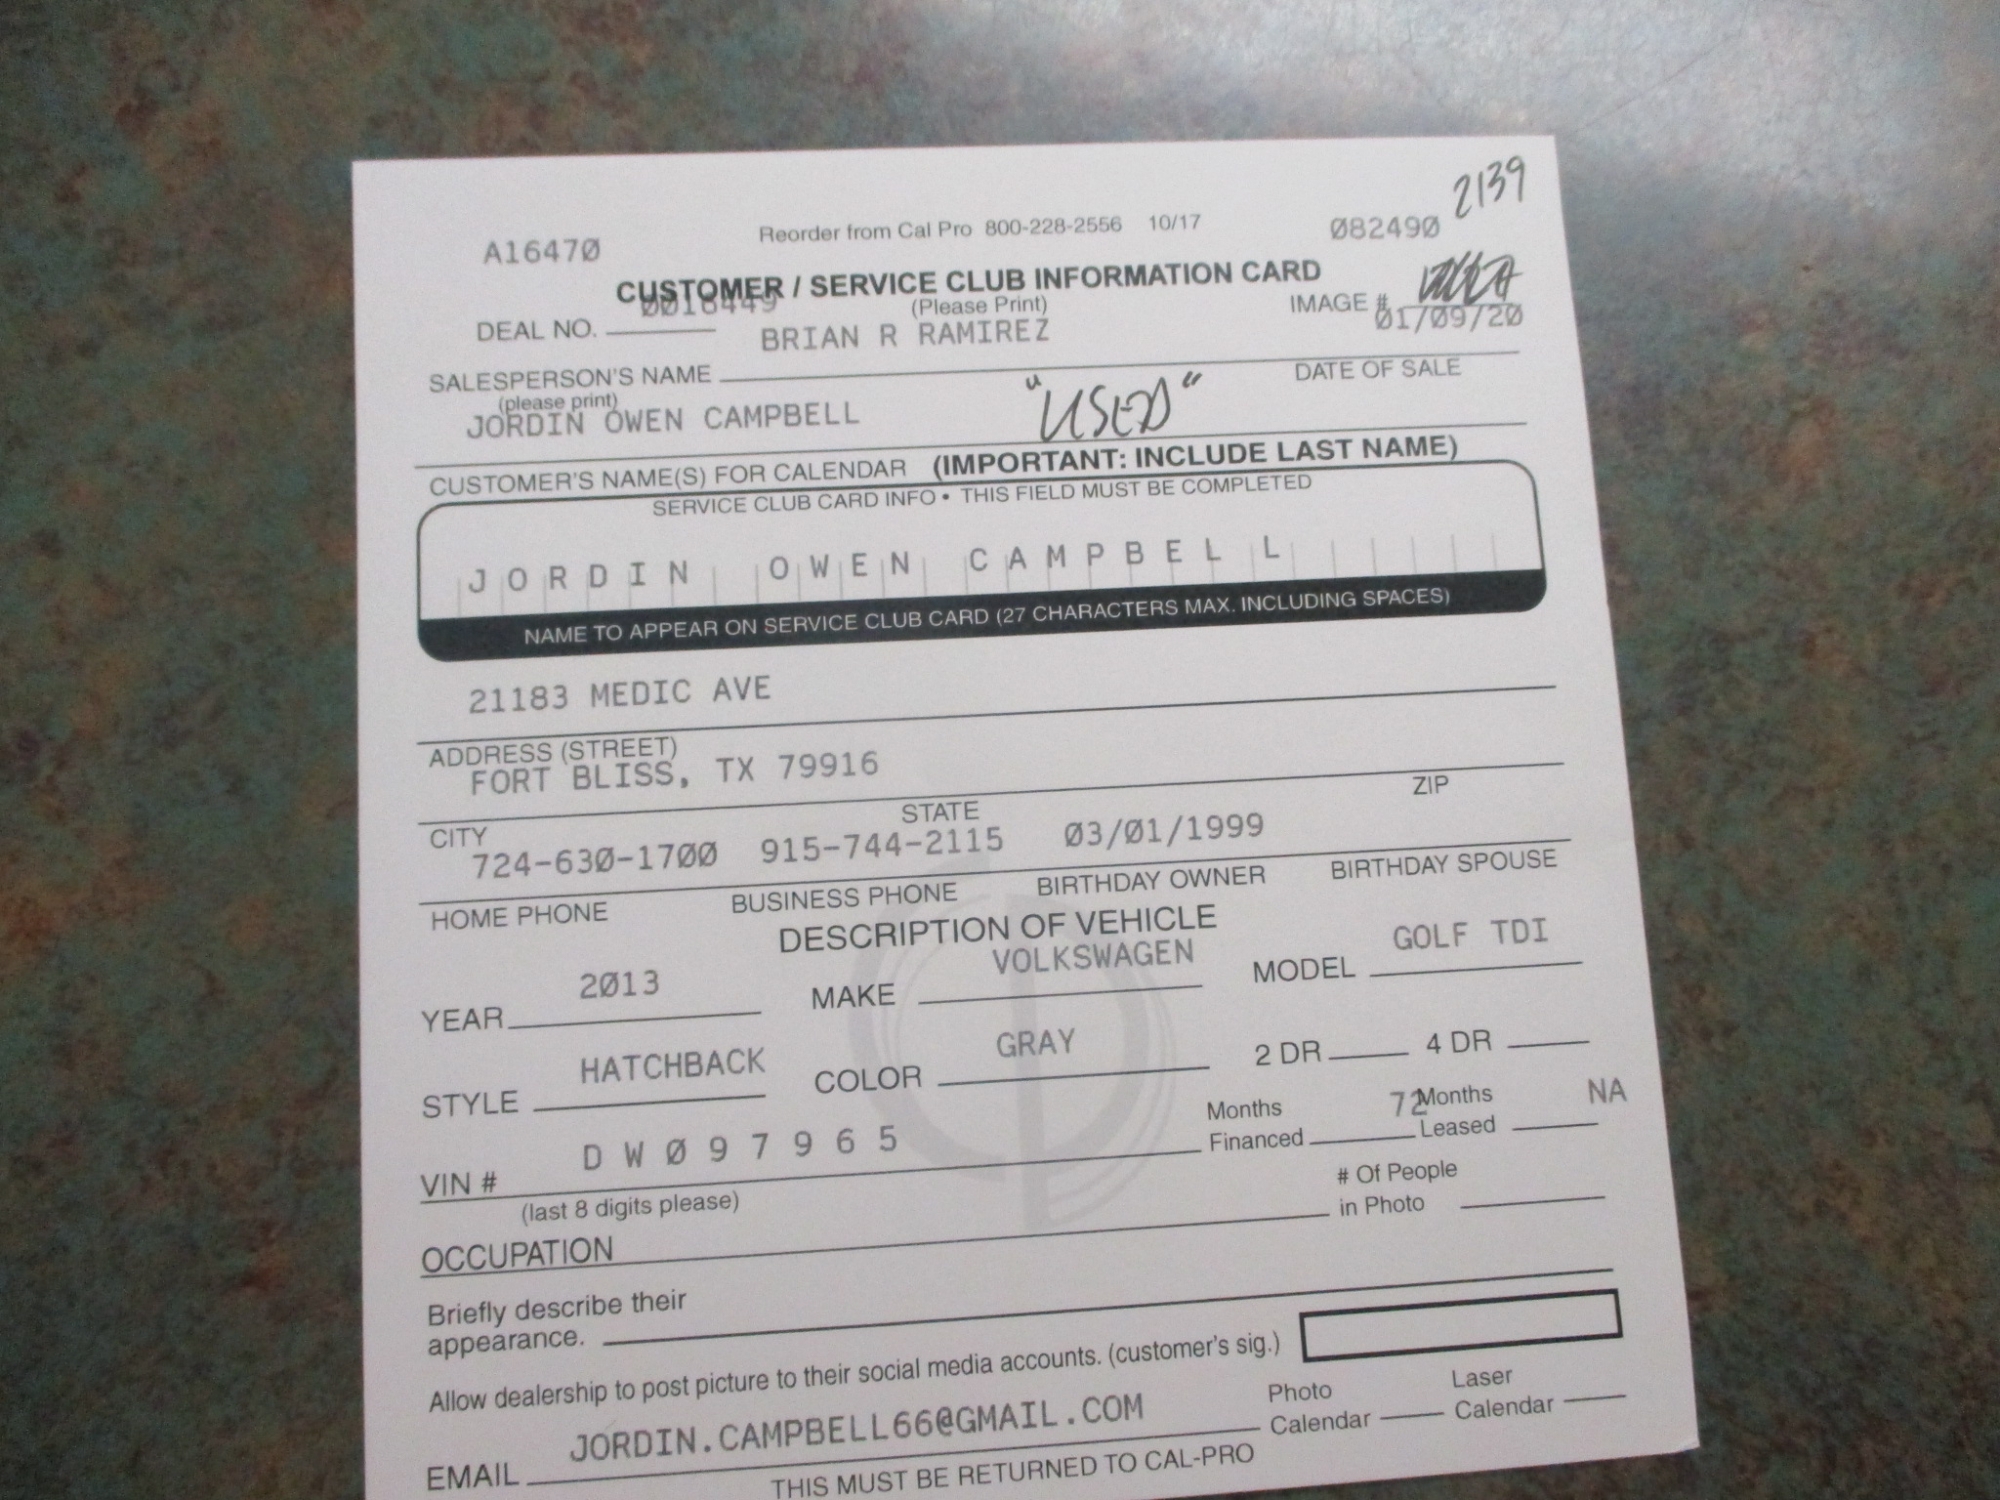 2139
A16470 Reorder from Cal Pro 800-228-2556 10/17 082490
CUSTOMER / SERVICE CLUB INFORMATION CARD
(Please Print)
DEAL NO. 0018449 IMAGE #
BRIAN R RAMIREZ 01/09/20
SALESPERSON'S NAME DATE OF SALE
(please print)
JORDIN OWEN CAMPBELL "USED"
CUSTOMER'S NAME(S) FOR CALENDAR (IMPORTANT: INCLUDE LAST NAME)
SERVICE CLUB CARD INFO • THIS FIELD MUST BE COMPLETED
JORDIN OWEN CAMPBELL
NAME TO APPEAR ON SERVICE CLUB CARD (27 CHARACTERS MAX. INCLUDING SPACES)
21183 MEDIC AVE
ADDRESS (STREET)
FORT BLISS, TX 79916
CITY STATE ZIP
724-630-1700 915-744-2115 03/01/1999
HOME PHONE BUSINESS PHONE BIRTHDAY OWNER BIRTHDAY SPOUSE
DESCRIPTION OF VEHICLE
YEAR 2013 MAKE VOLKSWAGEN MODEL GOLF TDI
STYLE HATCHBACK COLOR GRAY 2 DR 4 DR
VIN # DW097965 Months Financed 72 Months Leased NA
(last 8 digits please)
# Of People in Photo
OCCUPATION
Briefly describe their
appearance.
Allow dealership to post picture to their social media accounts. (customer's sig.)
EMAIL JORDIN.CAMPBELL66@GMAIL.COM Photo Calendar Laser Calendar
THIS MUST BE RETURNED TO CAL-PRO